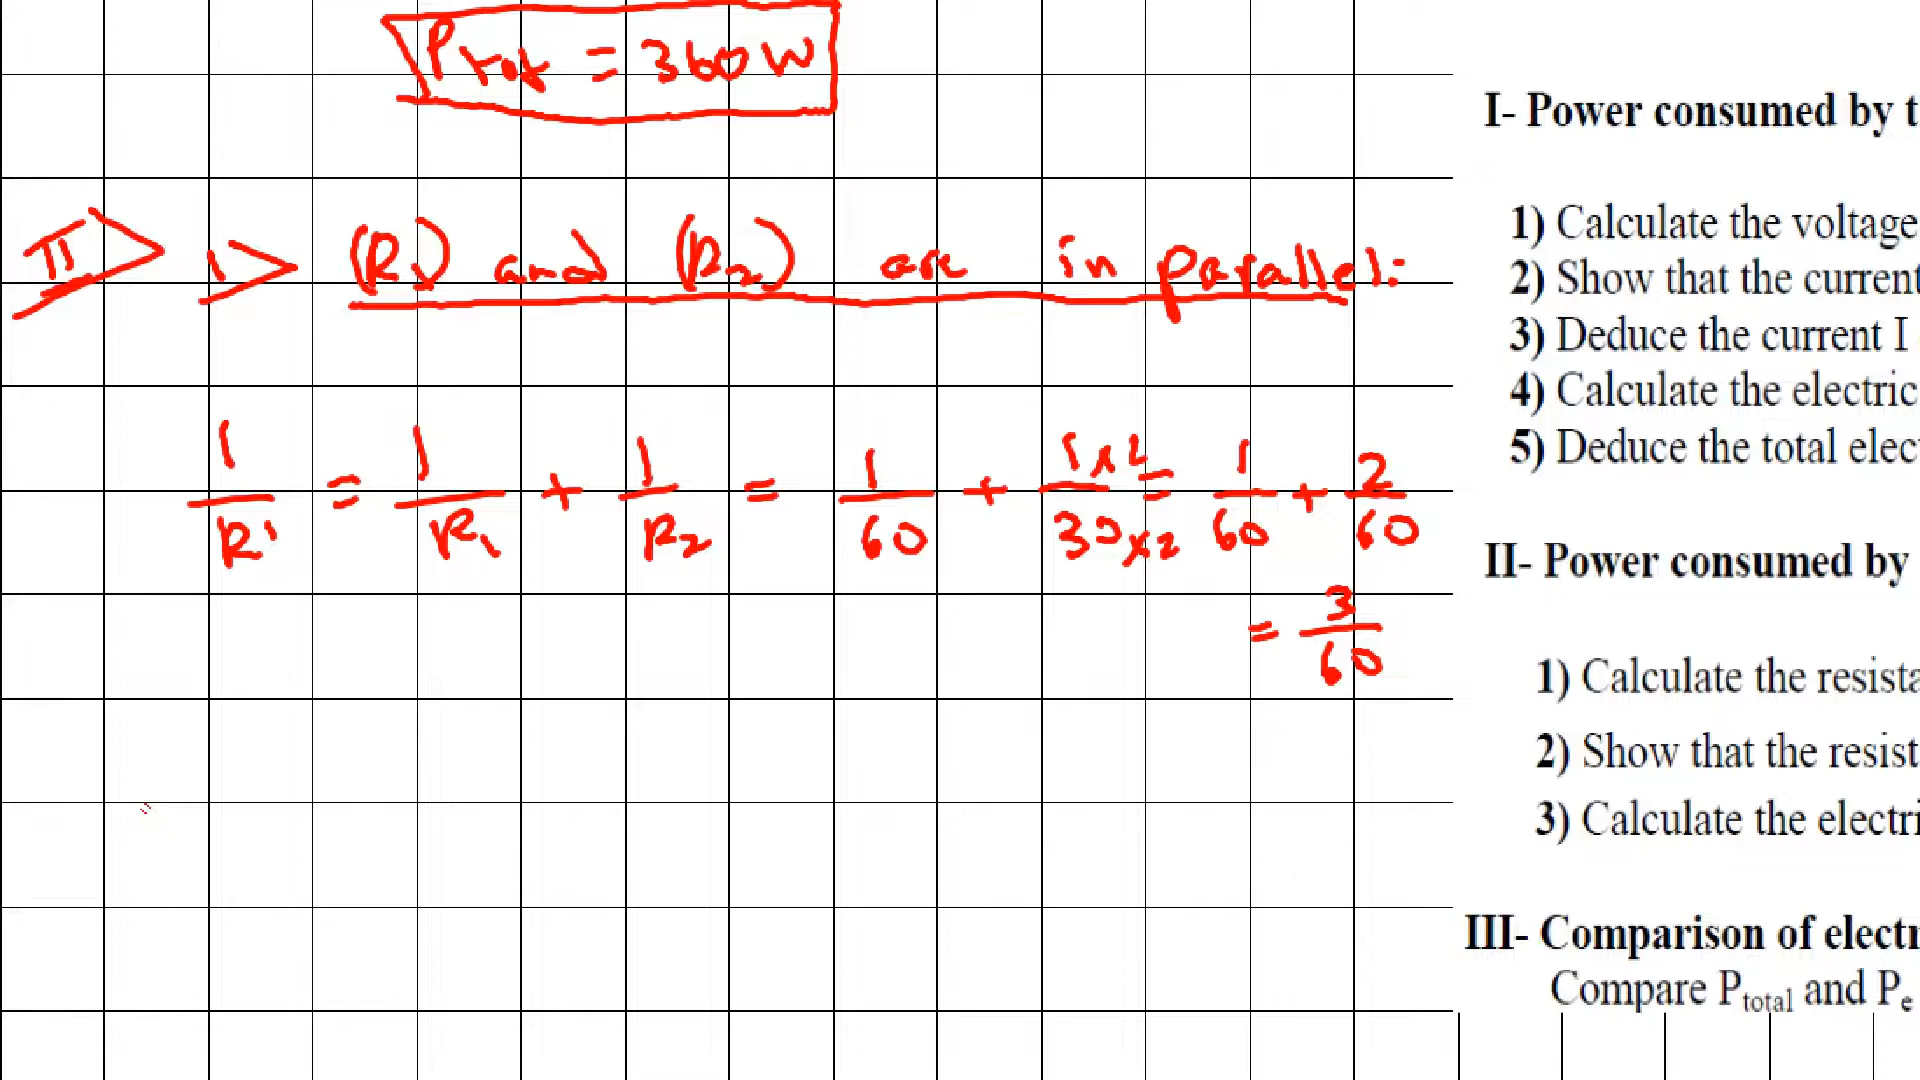 Ptot = 360W
II> 1> (R1) and (R2) are in parallel:
1/R' = 1/R1 + 1/R2 = 1/60 + 1x2/30x2 = 1/60 + 2/60
= 3/60
I- Power consumed by t
1) Calculate the voltage
2) Show that the current
3) Deduce the current I
4) Calculate the electric
5) Deduce the total elec
II- Power consumed by
1) Calculate the resista
2) Show that the resist
3) Calculate the electri
III- Comparison of electr
Compare Ptotal and Pe